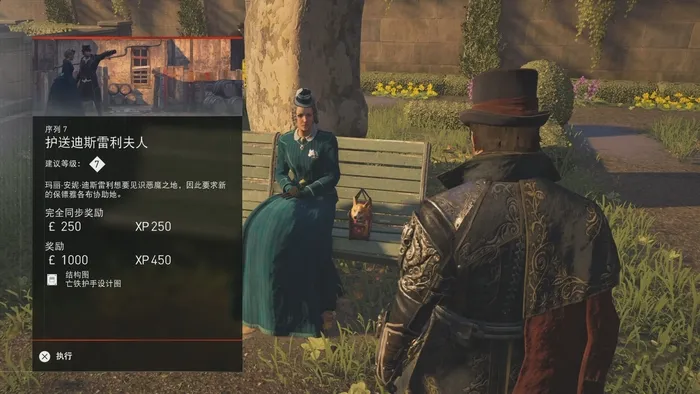 序列 7
护送迪斯雷利夫人
建议等级： 7
玛丽·安妮·迪斯雷利想要见识恶魔之地，因此要求新
的保镖雅各布协助她。
完全同步奖励
£ 250 XP 250
奖励
£ 1000 XP 450
结构图
亡铁护手设计图
执行